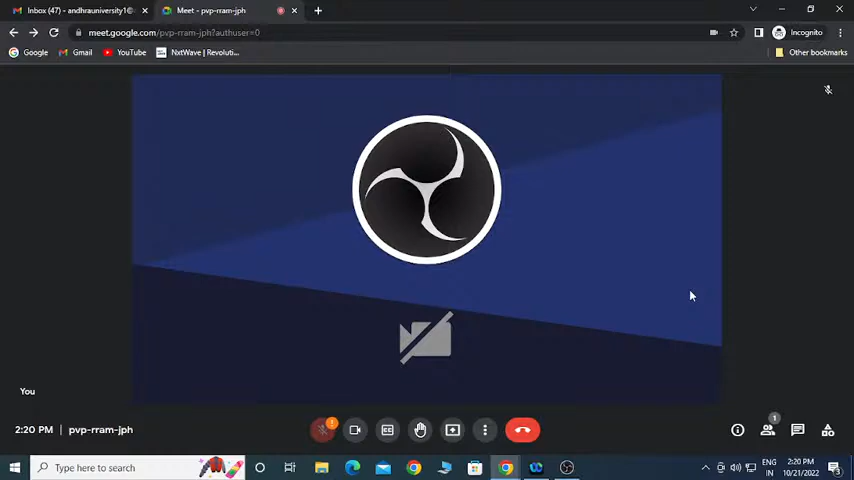 Inbox (47) - andhrauniversity1@
Meet - pvp-rram-jph
meet.google.com/pvp-rram-jph?authuser=0
Incognito
Google
Gmail
YouTube
NxtWave | Revoluti...
Other bookmarks
You
2:20 PM | pvp-rram-jph
1
Type here to search
ENG
IN
2:20 PM
10/21/2022
3